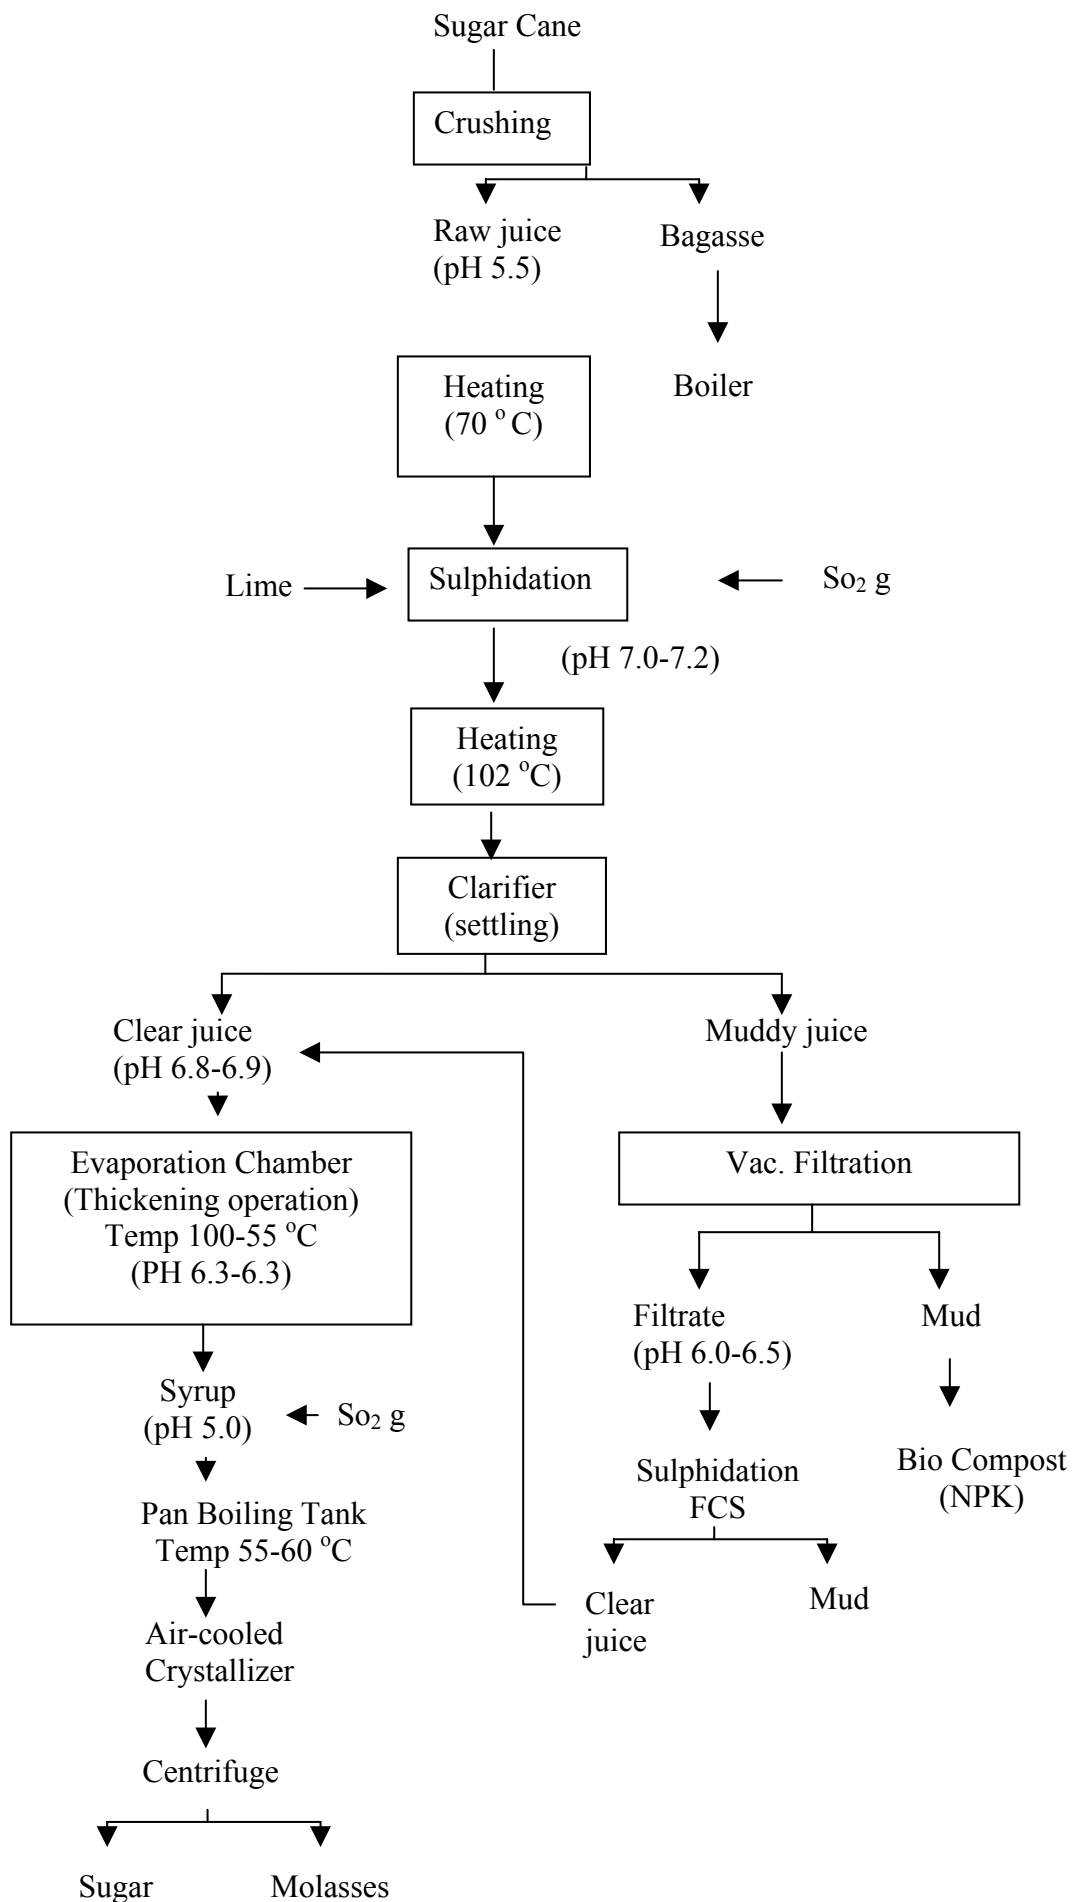 Sugar Cane
Crushing
Raw juice
(pH 5.5)
Bagasse
Boiler
Heating
(70 ᵒ C)
Lime
Sulphidation
So₂ g
(pH 7.0-7.2)
Heating
(102 ᵒC)
Clarifier
(settling)
Clear juice
(pH 6.8-6.9)
Muddy juice
Evaporation Chamber
(Thickening operation)
Temp 100-55 ᵒC
(PH 6.3-6.3)
Vac. Filtration
Filtrate
(pH 6.0-6.5)
Mud
Syrup
(pH 5.0)
So₂ g
Sulphidation
FCS
Bio Compost
(NPK)
Pan Boiling Tank
Temp 55-60 ᵒC
Clear
juice
Mud
Air-cooled
Crystallizer
Centrifuge
Sugar
Molasses